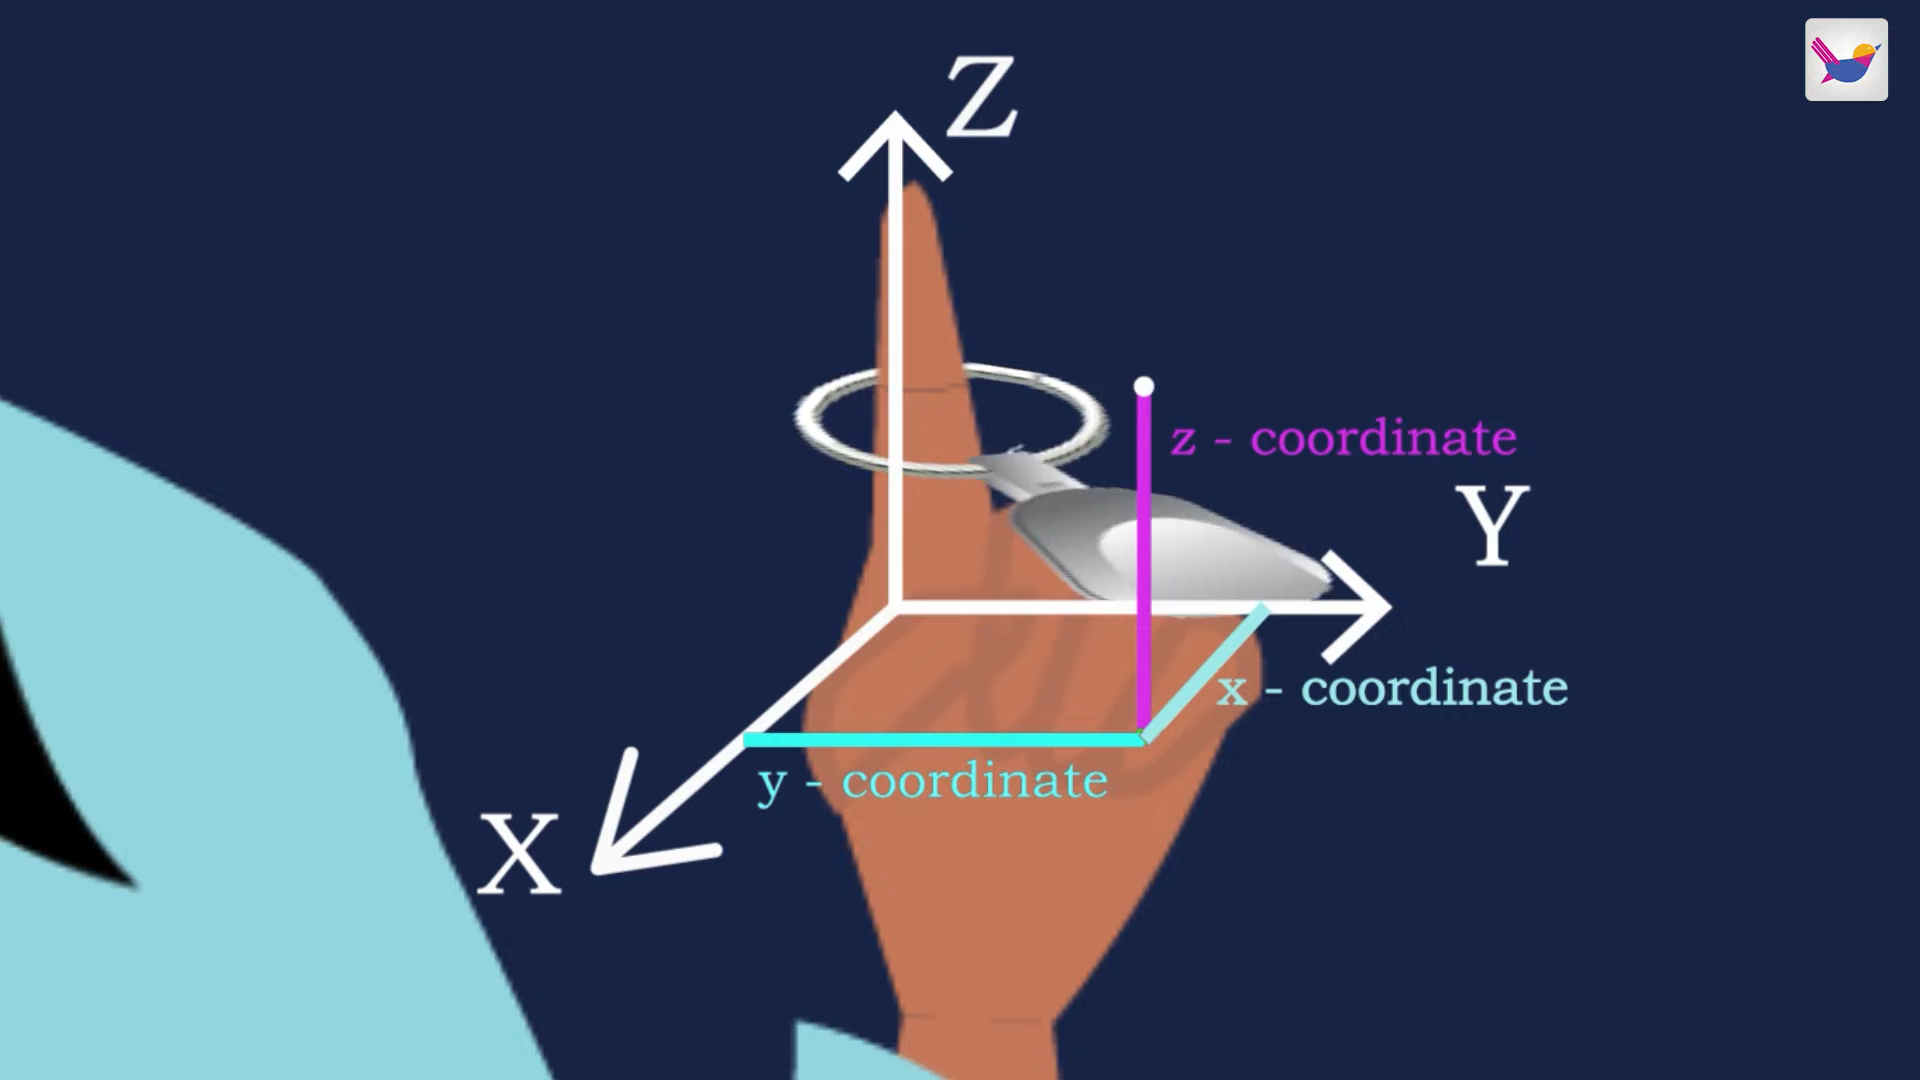 Z
z - coordinate
Y
x - coordinate
y - coordinate
X